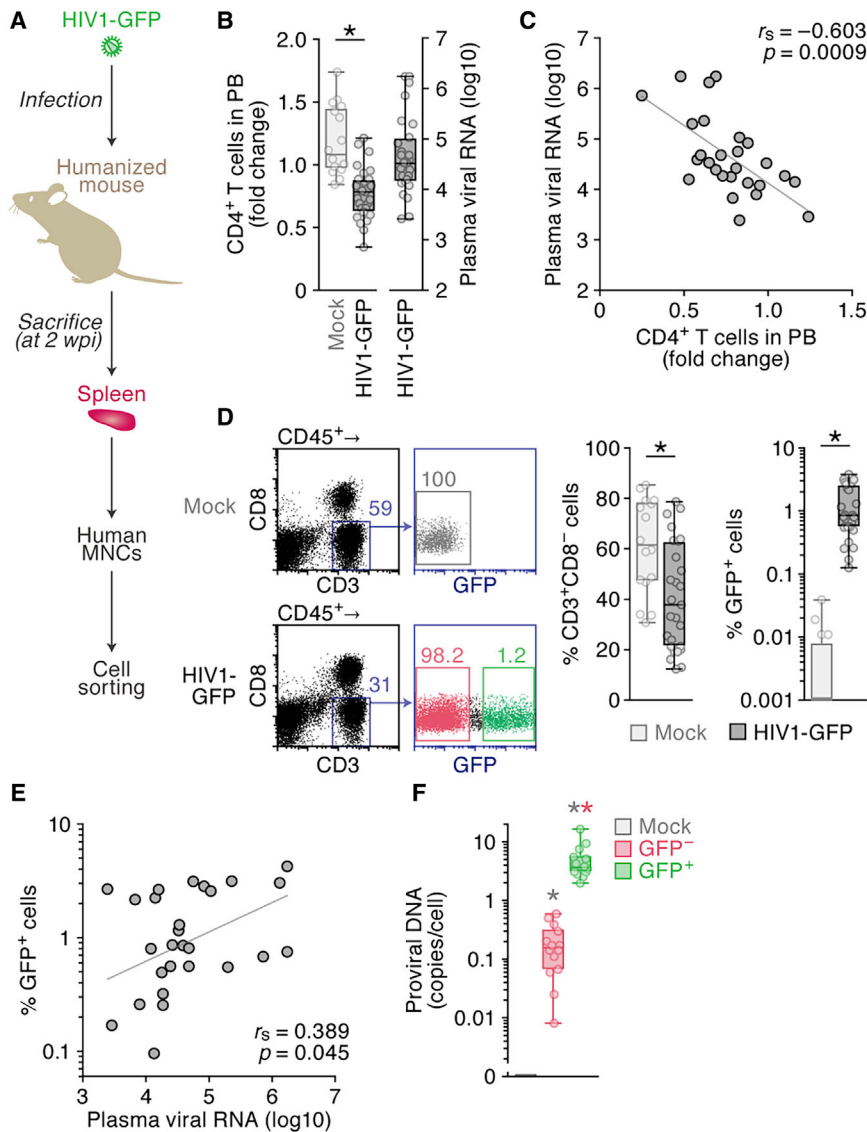 A
HIV1-GFP
Infection
Humanized
mouse
Sacrifice
(at 2 wpi)
Spleen
Human
MNCs
Cell
sorting
B
*
2.0
1.5
1.0
0.5
0
CD4⁺ T cells in PB
(fold change)
7
6
5
4
3
2
Plasma viral RNA (log10)
Mock
HIV1-GFP
HIV1-GFP
C
rs = −0.603
p = 0.0009
7
6
5
4
3
2
Plasma viral RNA (log10)
0
0.5
1.0
1.5
CD4⁺ T cells in PB
(fold change)
D
CD45⁺→
Mock
CD8
59
100
CD3
GFP
CD45⁺→
HIV1-
GFP
CD8
31
98.2
1.2
CD3
GFP
*
100
80
60
40
20
0
% CD3⁺CD8⁻ cells
*
10
1
0.1
0.01
0.001
% GFP⁺ cells
Mock
HIV1-GFP
E
10
1
0.1
% GFP⁺ cells
rs = 0.389
p = 0.045
3
4
5
6
7
Plasma viral RNA (log10)
F
**
*
Mock
GFP⁻
GFP⁺
10
1
0.1
0.01
0
Proviral DNA
(copies/cell)